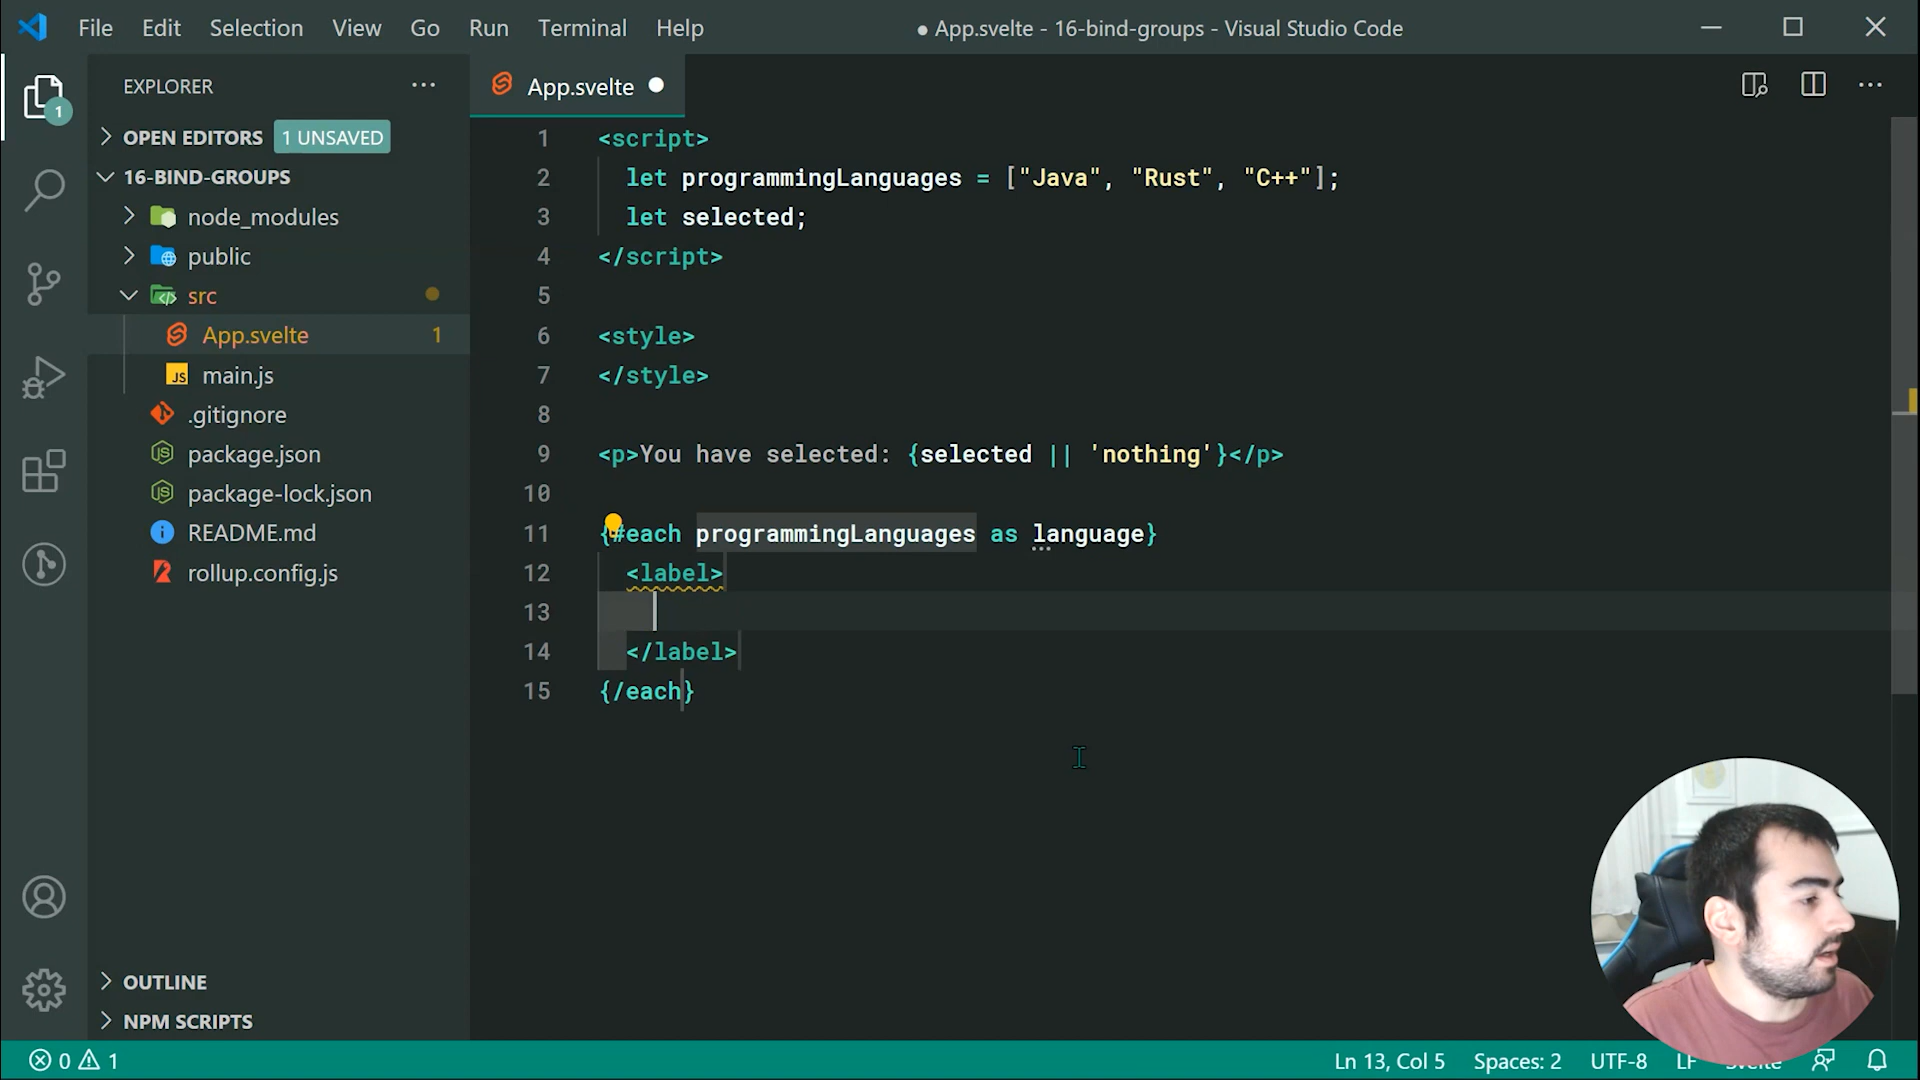 File Edit Selection View Go Run Terminal Help
● App.svelte - 16-bind-groups - Visual Studio Code
EXPLORER
App.svelte
OPEN EDITORS 1 UNSAVED
16-BIND-GROUPS
node_modules
public
src
App.svelte 1
JS main.js
.gitignore
package.json
package-lock.json
README.md
rollup.config.js
OUTLINE
NPM SCRIPTS
1
1 <script>
2 let programmingLanguages = ["Java", "Rust", "C++"];
3 let selected;
4 </script>
5
6 <style>
7 </style>
8
9 <p>You have selected: {selected || 'nothing'}</p>
10
11 {#each programmingLanguages as language}
12 <label>
13
14 </label>
15 {/each}
0 1
Ln 13, Col 5 Spaces: 2 UTF-8 LF Svelte